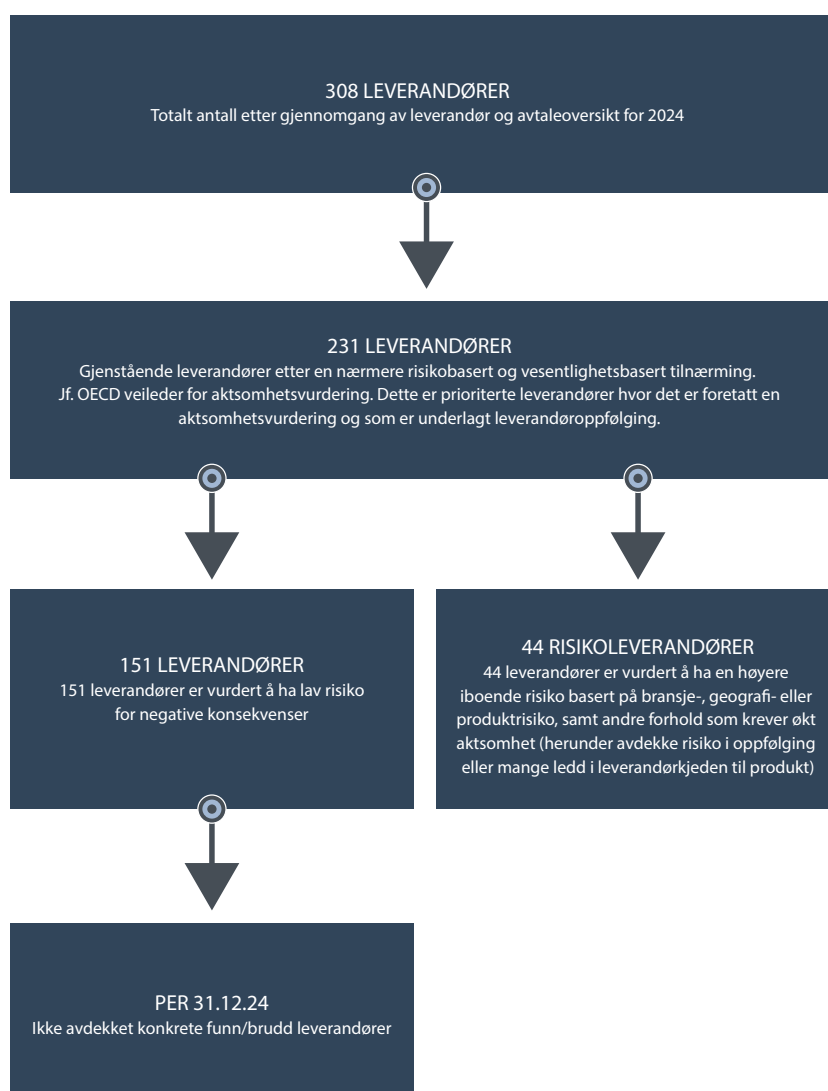 308 LEVERANDØRER
Totalt antall etter gjennomgang av leverandør og avtaleoversikt for 2024
231 LEVERANDØRER
Gjenstående leverandører etter en nærmere risikobasert og vesentlighetsbasert tilnærming.
Jf. OECD veileder for aktsomhetsvurdering. Dette er prioriterte leverandører hvor det er foretatt en
aktsomhetsvurdering og som er underlagt leverandøroppfølging.
151 LEVERANDØRER
151 leverandører er vurdert å ha lav risiko
for negative konsekvenser
44 RISIKOLEVERANDØRER
44 leverandører er vurdert å ha en høyere
iboende risiko basert på bransje-, geografi- eller
produktrisiko, samt andre forhold som krever økt
aktsomhet (herunder avdekke risiko i oppfølging
eller mange ledd i leverandørkjeden til produkt)
PER 31.12.24
Ikke avdekket konkrete funn/brudd leverandører